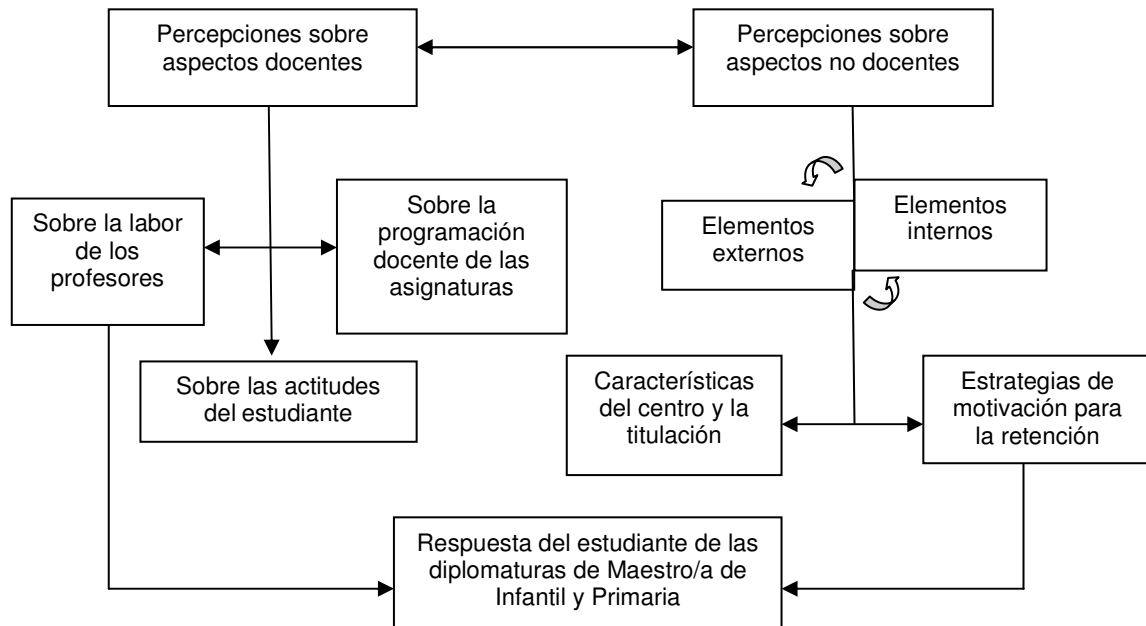 Percepciones sobre
aspectos docentes
Percepciones sobre
aspectos no docentes
Sobre la labor
de los
profesores
Sobre la
programación
docente de las
asignaturas
Elementos
externos
Elementos
internos
Sobre las actitudes
del estudiante
Características
del centro y la
titulación
Estrategias de
motivación para
la retención
Respuesta del estudiante de las
diplomaturas de Maestro/a de
Infantil y Primaria